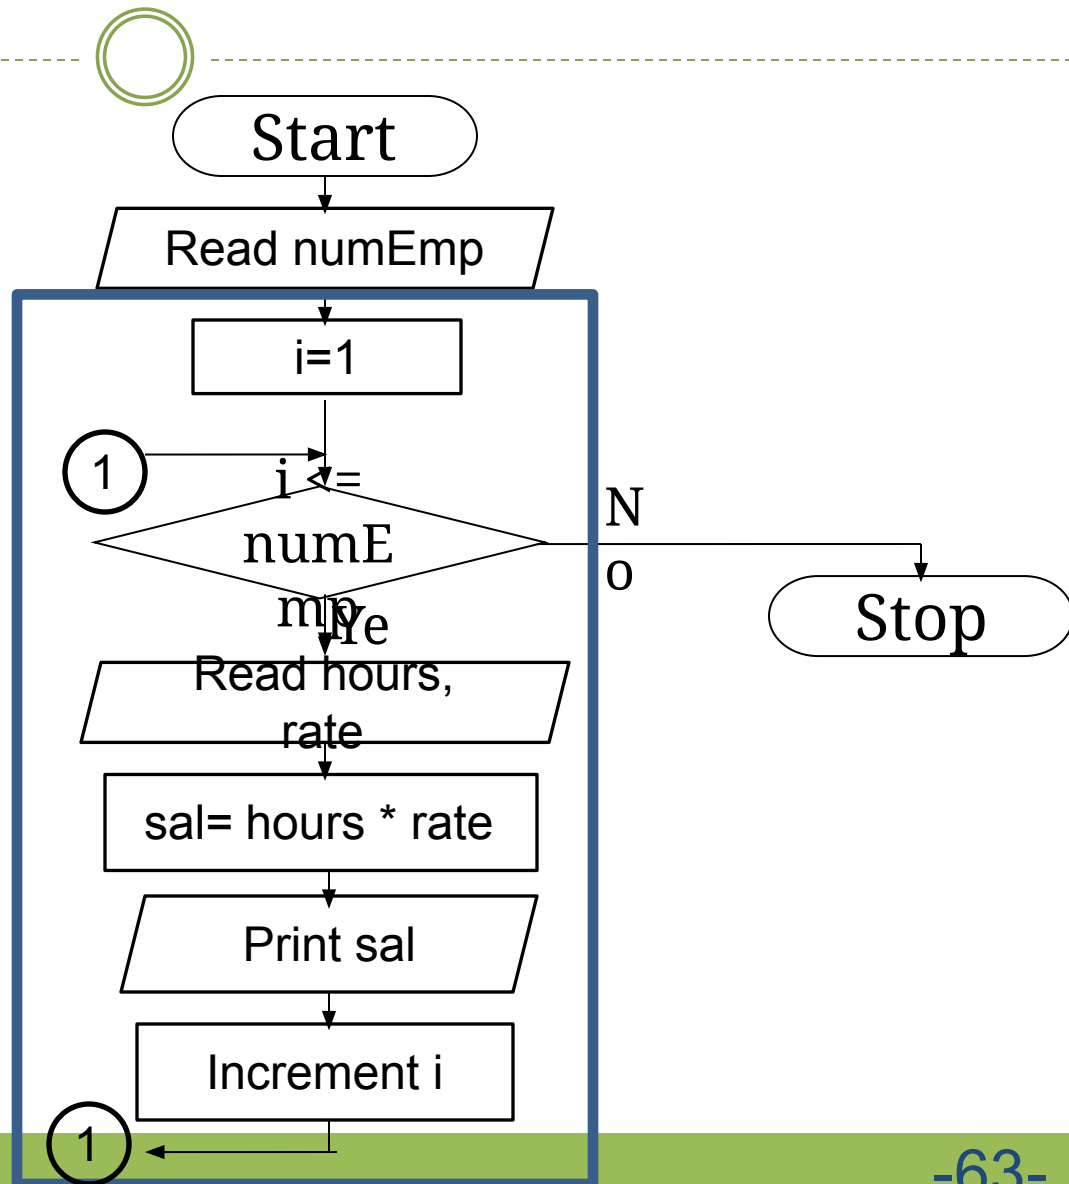 Start
Read numEmp
i=1
1
i <=
numE
mp
N
o
Stop
Ye
Read hours,
rate
sal= hours * rate
Print sal
Increment i
1
-63-